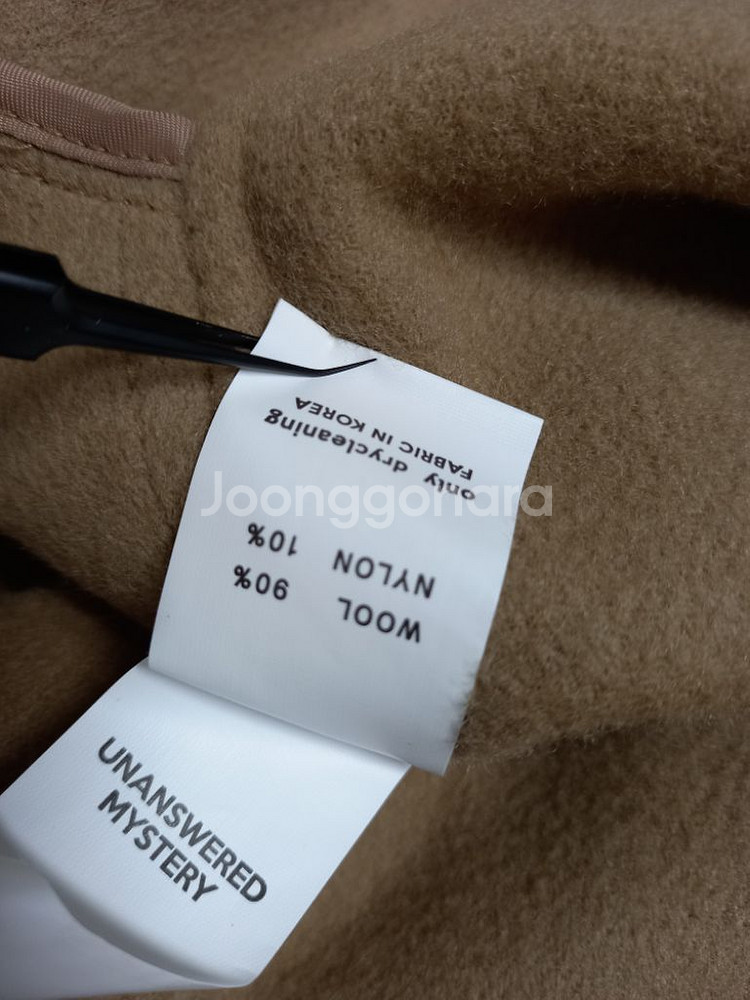 WOOL 90%
NYLON 10%
only drycleaning
FABRIC IN KOREA
Joonggonara
UNANSWERED
MYSTERY